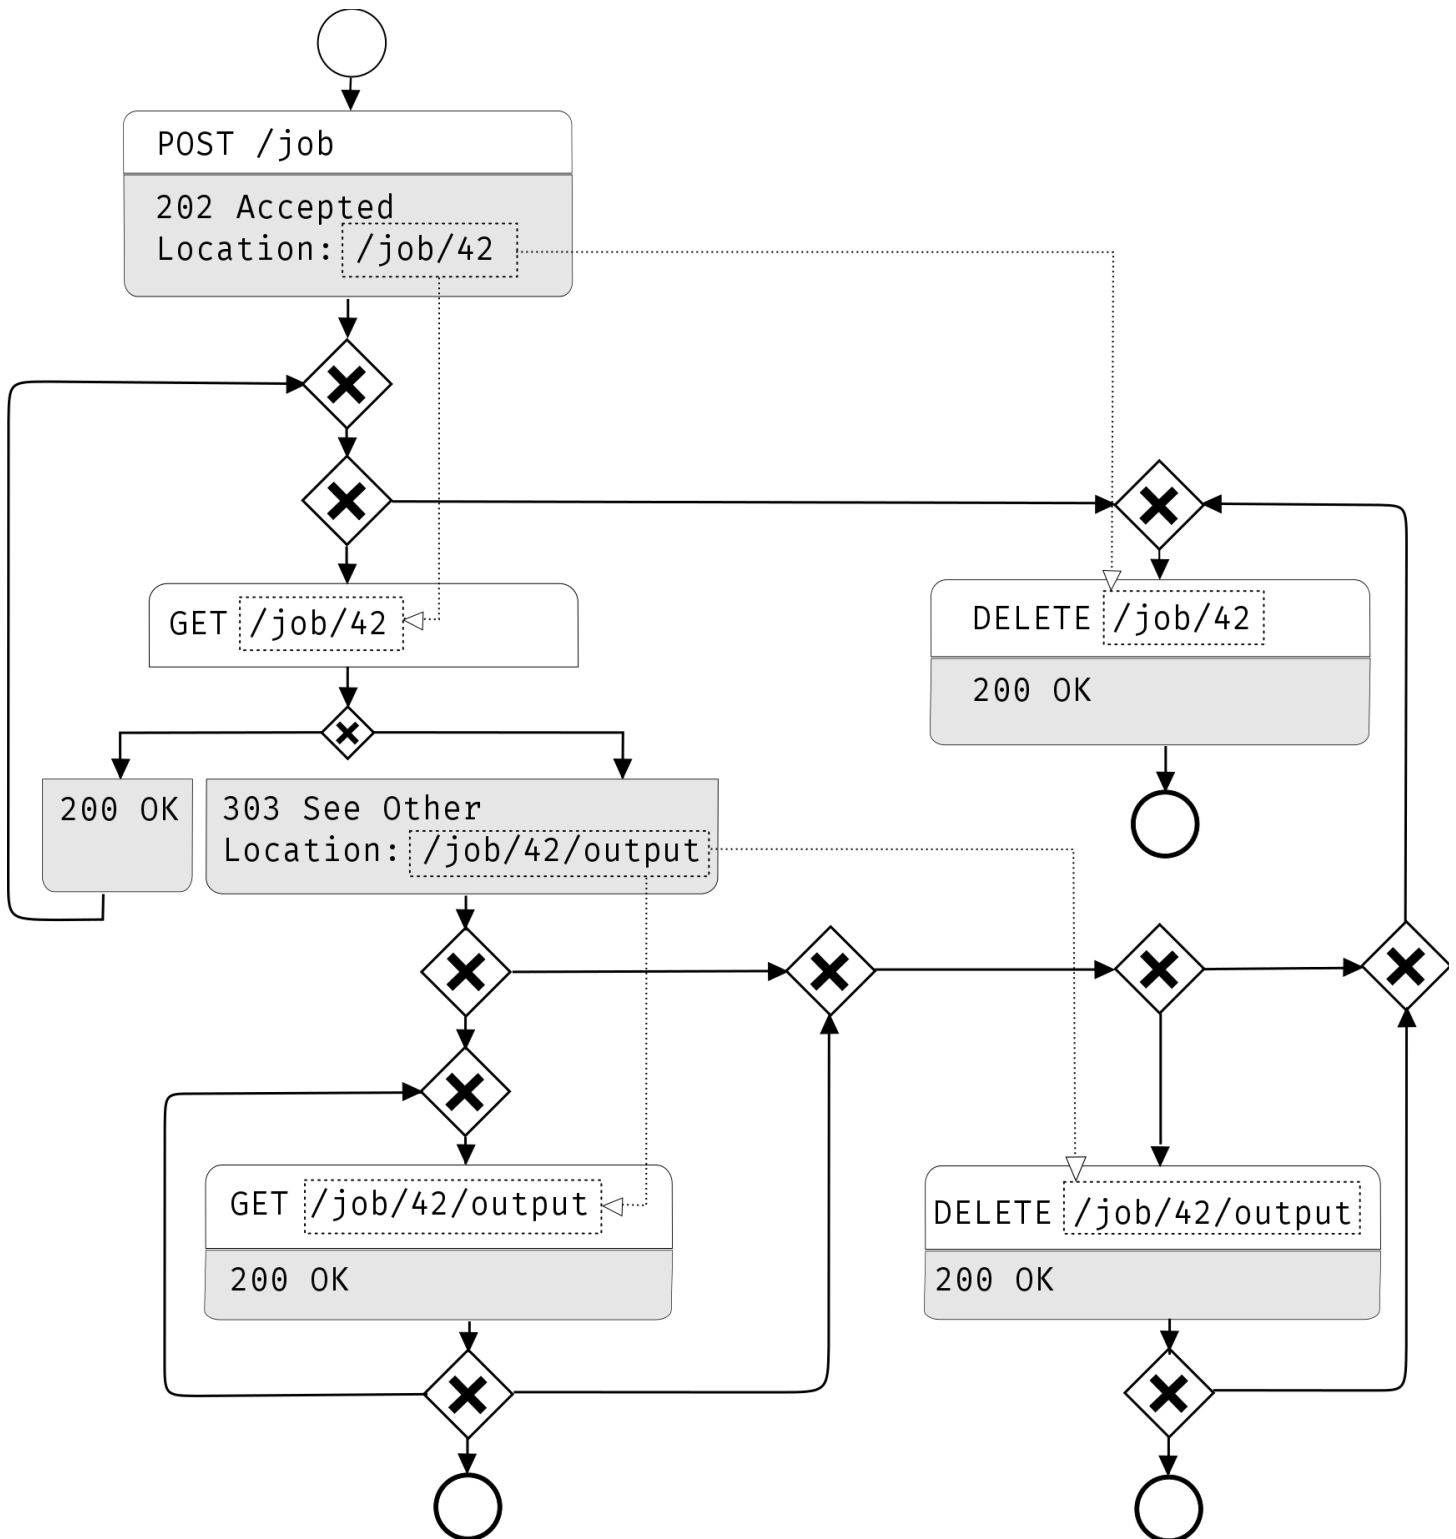 POST /job
202 Accepted
Location: /job/42
GET /job/42
DELETE /job/42
200 OK
200 OK
303 See Other
Location: /job/42/output
GET /job/42/output
200 OK
DELETE /job/42/output
200 OK